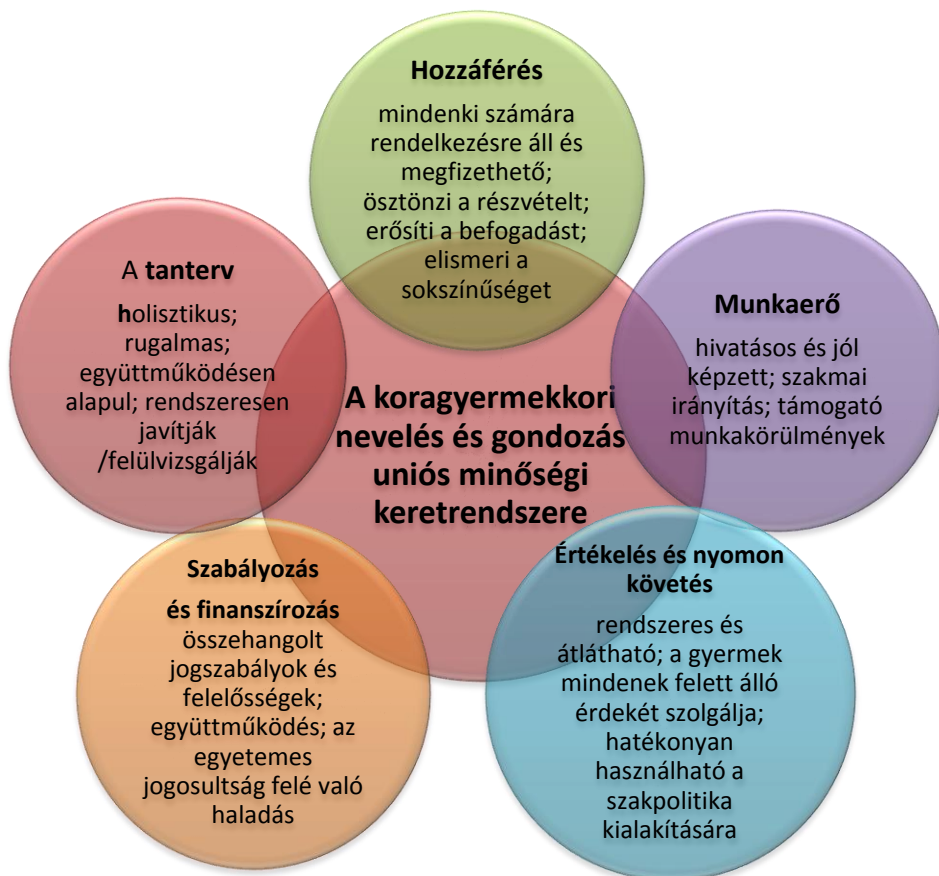 Hozzáférés
mindenki számára
rendelkezésre áll és
megfizethető;
ösztönzi a részvételt;
erősíti a befogadást;
elismeri a
sokszínűséget
A tanterv
holisztikus;
rugalmas;
együttműködésen
alapul; rendszeresen
javítják
/felülvizsgálják
Munkaerő
hivatásos és jól
képzett; szakmai
irányítás; támogató
munkakörülmények
A koragyermekkori
nevelés és gondozás
uniós minőségi
keretrendszere
Szabályozás
és finanszírozás
összehangolt
jogszabályok és
felelősségek;
együttműködés; az
egyetemes
jogosultság felé való
haladás
Értékelés és nyomon
követés
rendszeres és
átlátható; a gyermek
mindenek felett álló
érdekét szolgálja;
hatékonyan
használható a
szakpolitika
kialakítására